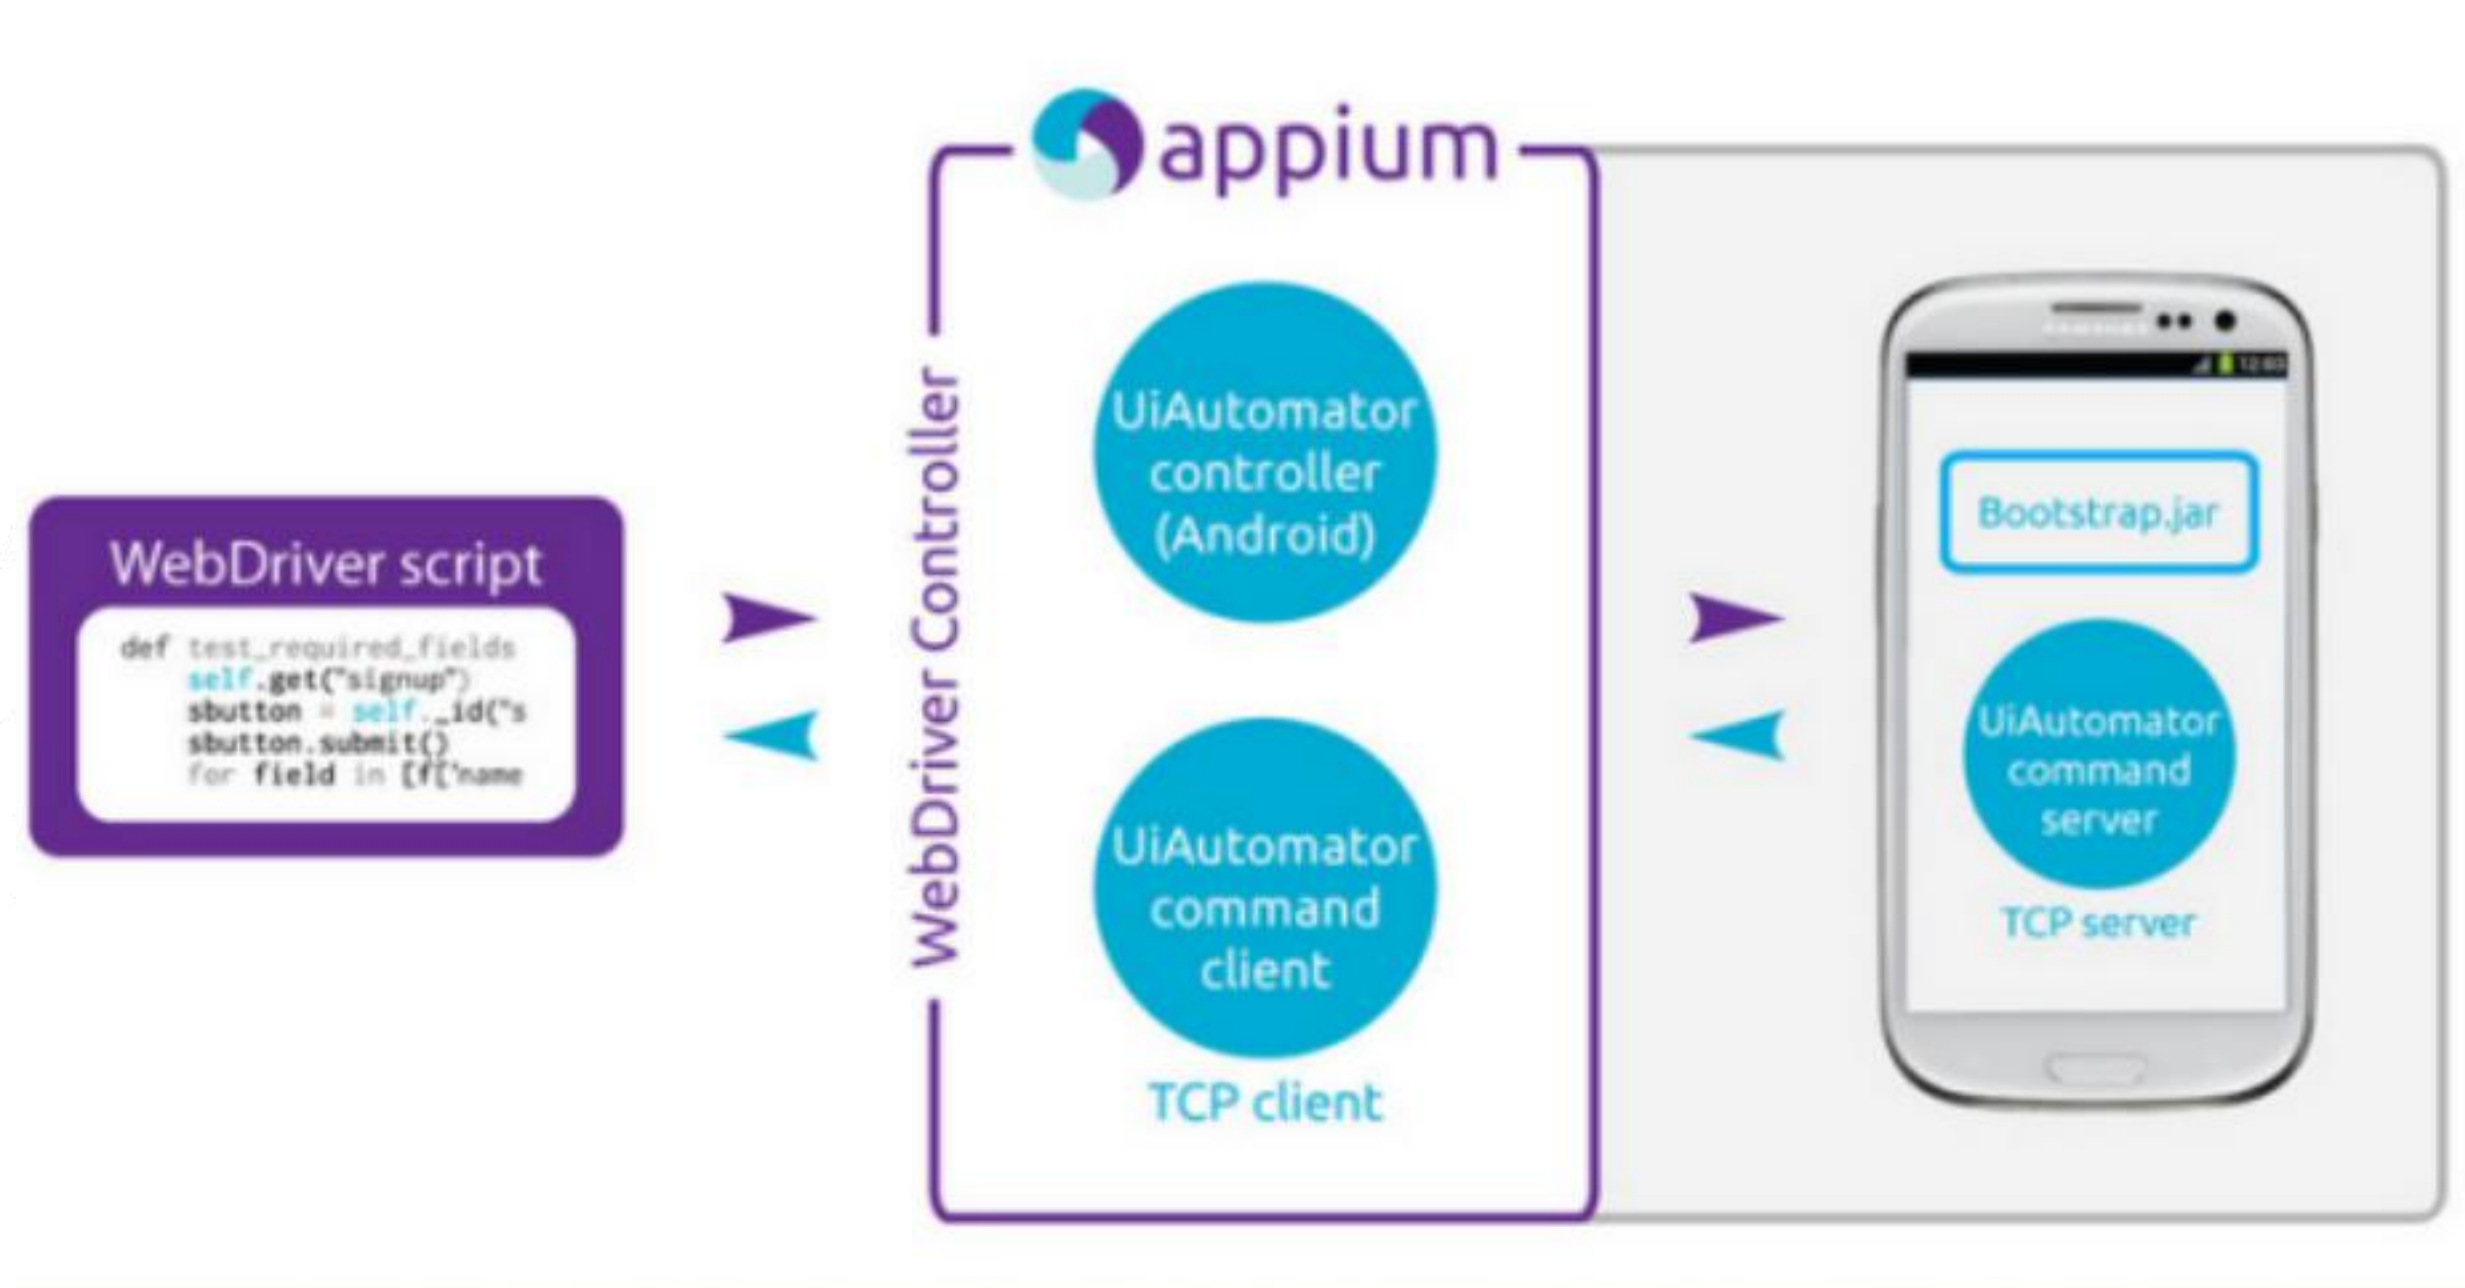 appium
WebDriver Controller
WebDriver script
def test_required_fields
self.get("signup")
sbutton = self._id("s
sbutton.submit()
for field in [f['name
UiAutomator
controller
(Android)
UiAutomator
command
client
TCP client
SAMSUNG
Bootstrap.jar
UiAutomator
command
server
TCP server